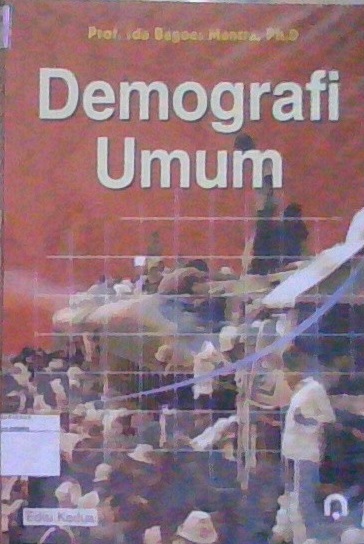 Prof. Ida Bagoes Mantra, Ph.D
Demografi
Umum
Edisi Kedua